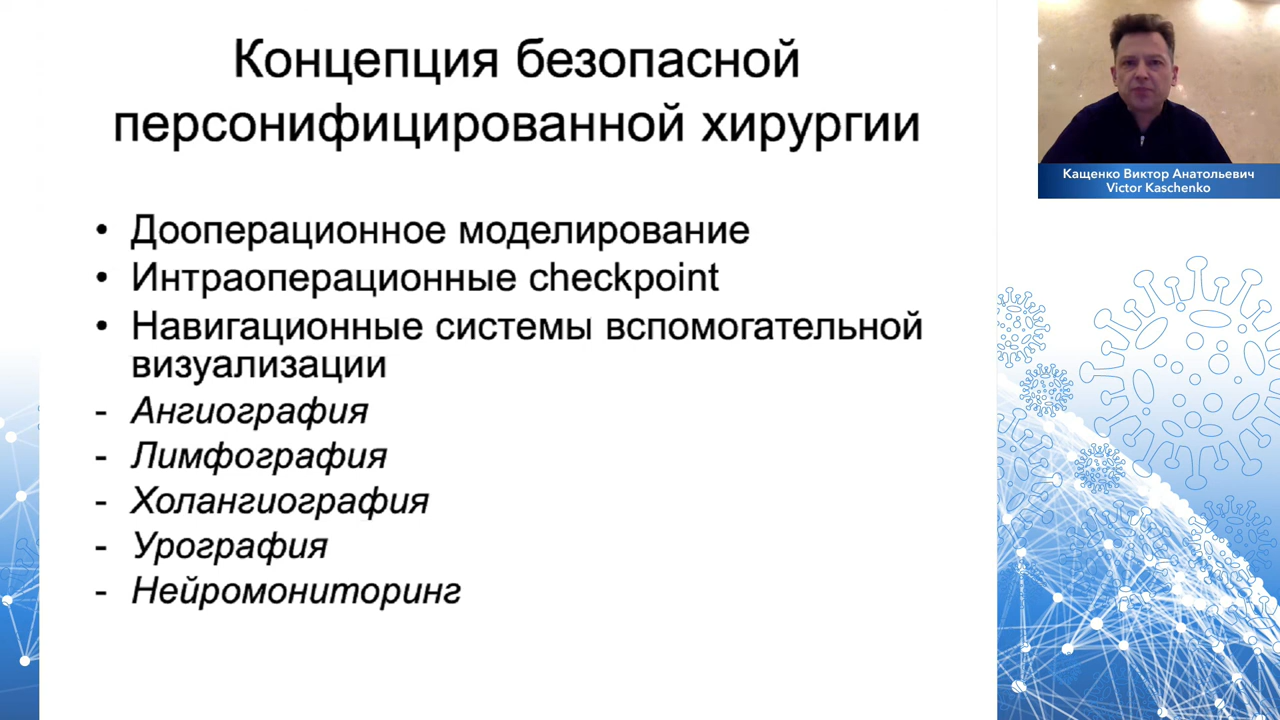 Концепция безопасной
персонифицированной хирургии
• Дооперационное моделирование
• Интраоперационные checkpoint
• Навигационные системы вспомогательной
визуализации
- Ангиография
- Лимфография
- Холангиография
- Урография
- Нейромониторинг
Кащенко Виктор Анатольевич
Victor Kaschenko